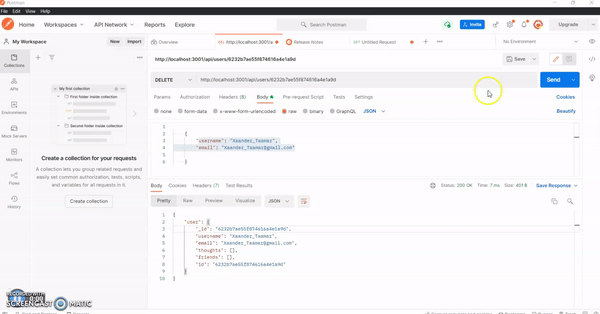 Postman
File Edit View Help
Home Workspaces API Network Reports Explore Search Postman Invite Upgrade
My Workspace New Import Overview http://localhost:3001/a Release Notes Untitled Request No Environment
Collections
http://localhost:3001/api/users/6232b7ae55f874616a4e1a9d Save
APIs
Environments
Mock Servers
Monitors
Flows
History
My first collection
First folder inside collection
Second folder inside collection
Create a collection for your requests
A collection lets you group related requests and
easily set common authorization, tests, scripts,
and variables for all requests in it.
Create collection
DELETE http://localhost:3001/api/users/6232b7ae55f874616a4e1a9d Send
Params Authorization Headers (8) Body Pre-request Script Tests Settings Cookies
none form-data x-www-form-urlencoded raw binary GraphQL JSON Beautify
1
2 {
3 "username": "Xaander_Taamar",
4 "email": "Xaander_Taamar@gmail.com"
5
6 }
Body Cookies Headers (7) Test Results Status: 200 OK Time: 7 ms Size: 401 B Save Response
Pretty Raw Preview Visualize JSON
1 {
2 "user": {
3 "_id": "6232b7ae55f874616a4e1a9d",
4 "username": "Xaander_Taamar",
5 "email": "Xaander_Taamar@gmail.com",
6 "thoughts": [],
7 "friends": [],
8 "id": "6232b7ae55f874616a4e1a9d"
9 }
10 }
RECORDED WITH
SCREENCAST MATIC